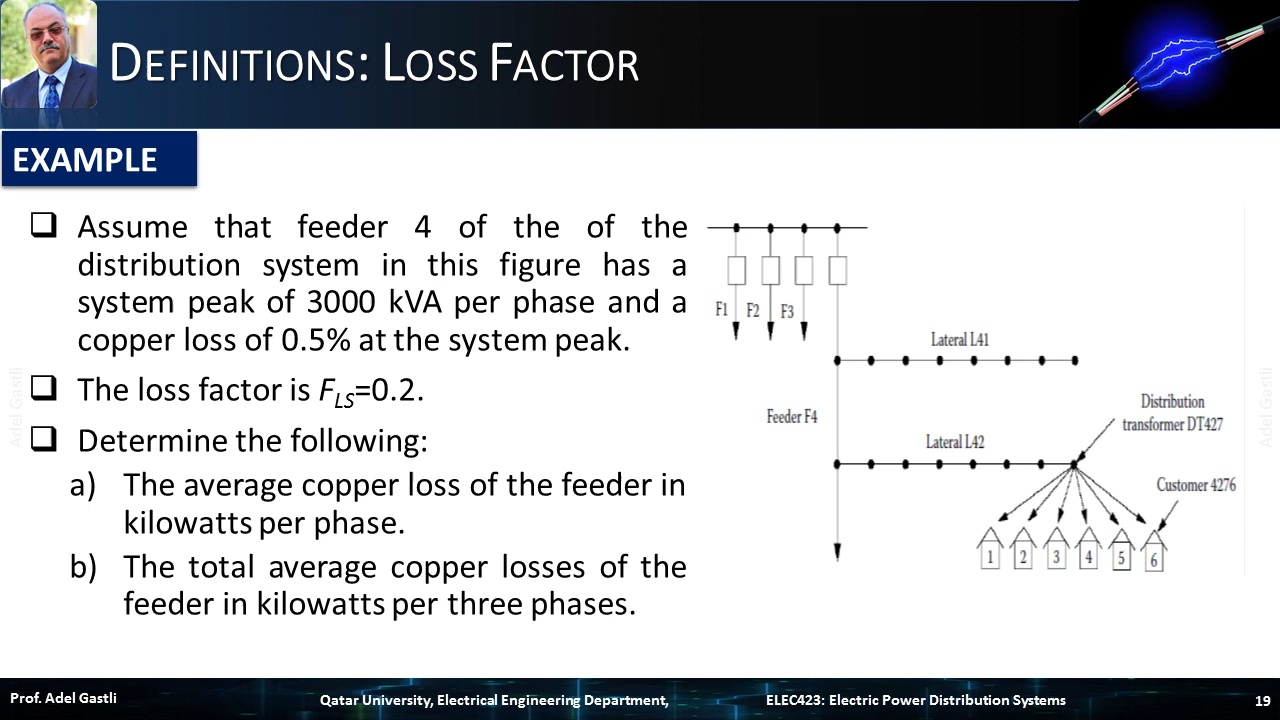 DEFINITIONS: LOSS FACTOR
EXAMPLE
Assume that feeder 4 of the of the
distribution system in this figure has a
system peak of 3000 kVA per phase and a
copper loss of 0.5% at the system peak.
The loss factor is FLS=0.2.
Determine the following:
a) The average copper loss of the feeder in
kilowatts per phase.
b) The total average copper losses of the
feeder in kilowatts per three phases.
F1 F2 F3
Lateral L41
Feeder F4
Distribution
transformer DT427
Lateral L42
Customer 4276
1 2 3 4 5 6
Adel Gastli
Adel Gastli
Prof. Adel Gastli
Qatar University, Electrical Engineering Department,
ELEC423: Electric Power Distribution Systems
19